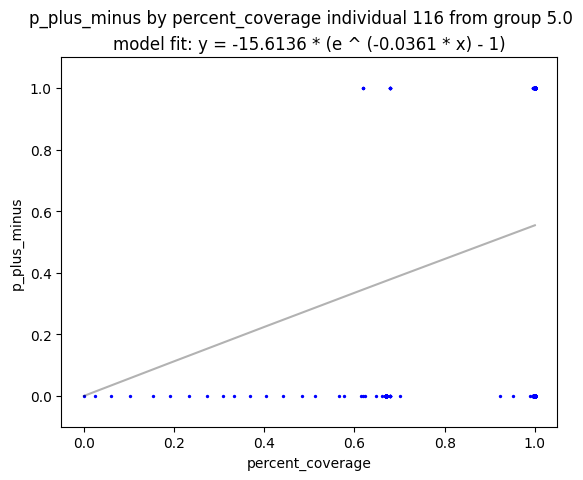 p_plus_minus by percent_coverage individual 116 from group 5.0
model fit: y = -15.6136 * (e ^ (-0.0361 * x) - 1)
1.0
0.8
0.6
0.4
0.2
0.0
p_plus_minus
0.0 0.2 0.4 0.6 0.8 1.0
percent_coverage